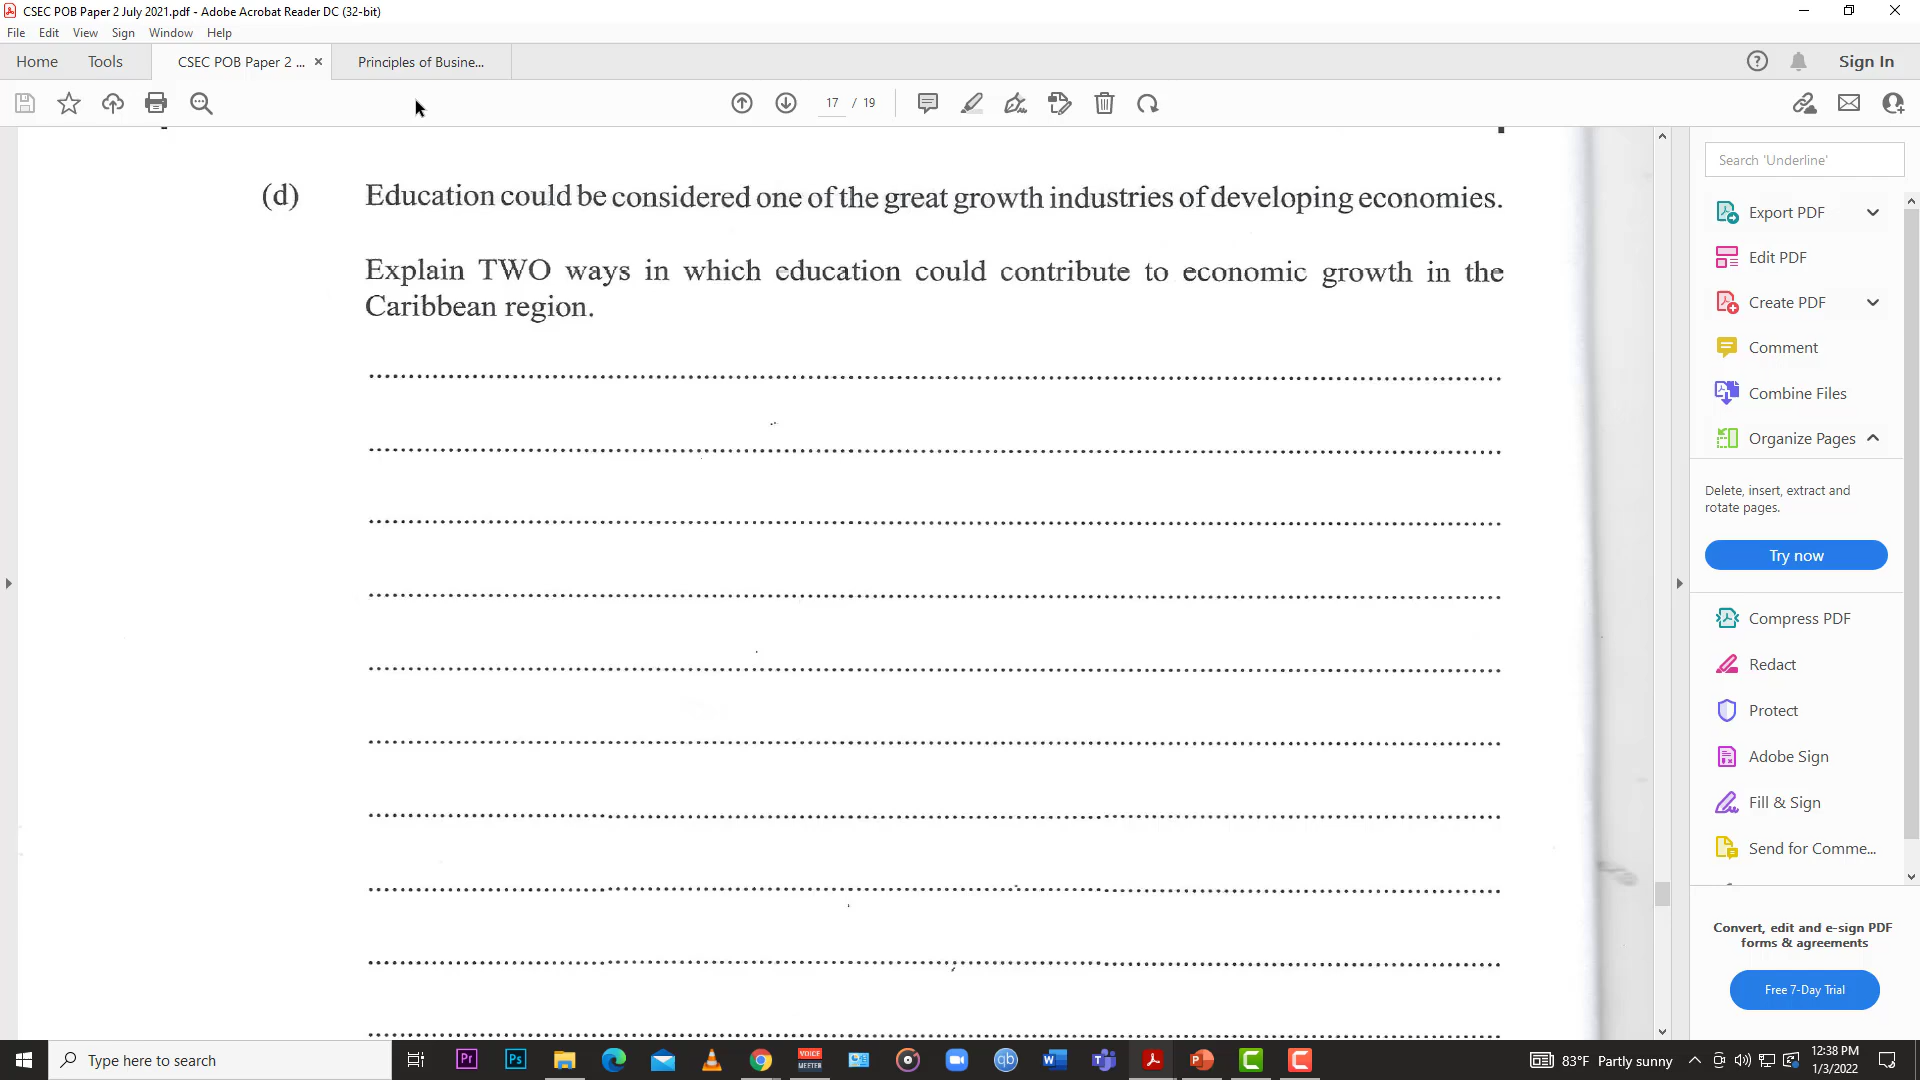 CSEC POB Paper 2 July 2021.pdf - Adobe Acrobat Reader DC (32-bit)
File Edit View Sign Window Help
Home Tools CSEC POB Paper 2 ... × Principles of Busine... Sign In
17 / 19
(d) Education could be considered one of the great growth industries of developing economies.
Explain TWO ways in which education could contribute to economic growth in the
Caribbean region.
Search 'Underline'
Export PDF
Edit PDF
Create PDF
Comment
Combine Files
Organize Pages
Delete, insert, extract and
rotate pages.
Try now
Compress PDF
Redact
Protect
Adobe Sign
Fill & Sign
Send for Comme...
Convert, edit and e-sign PDF
forms & agreements
Free 7-Day Trial
Type here to search
Pr
Ps
VOICE
MEETER
qb
W
T
P
C
C
83°F Partly sunny
12:38 PM
1/3/2022